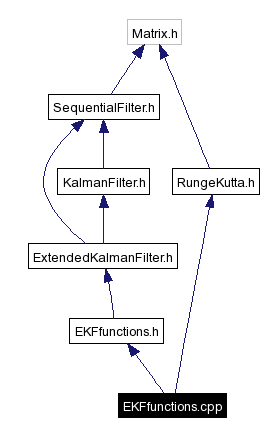 Matrix.h
SequentialFilter.h
KalmanFilter.h
RungeKutta.h
ExtendedKalmanFilter.h
EKFfunctions.h
EKFfunctions.cpp